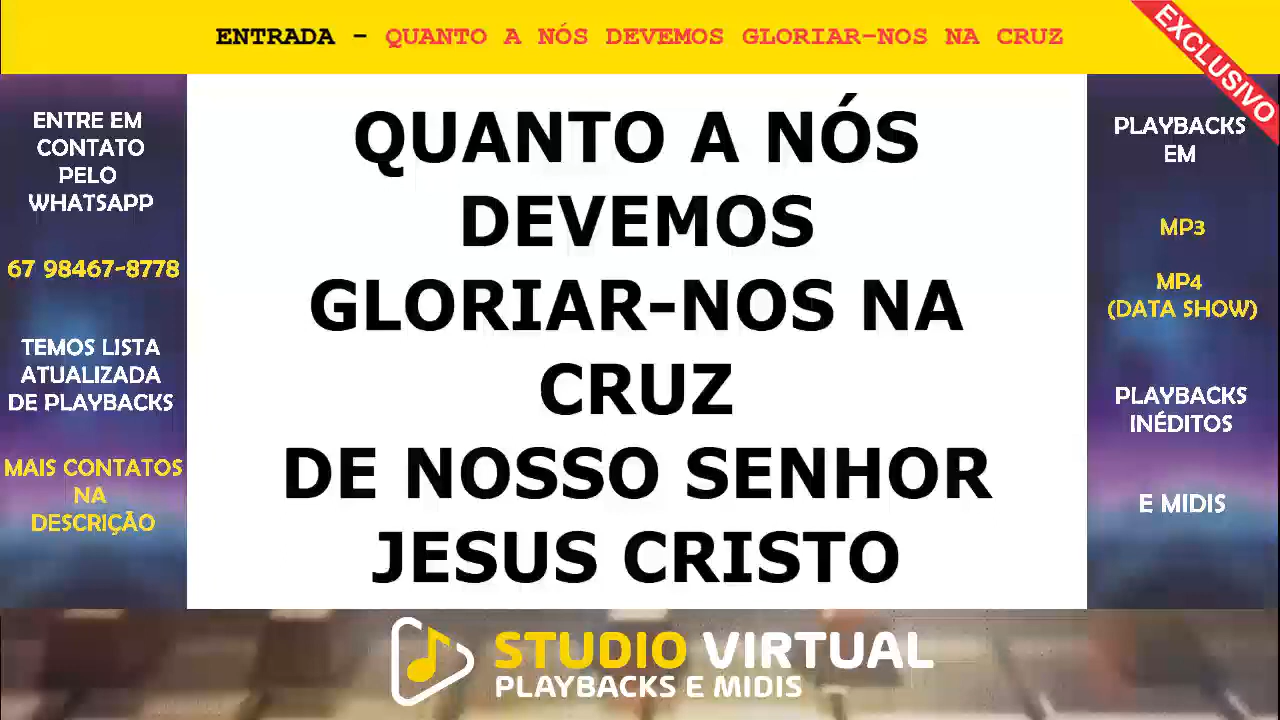 ENTRADA - QUANTO A NÓS DEVEMOS GLORIAR-NOS NA CRUZ
EXCLUSIVO
ENTRE EM
CONTATO
PELO
WHATSAPP
67 98467-8778
TEMOS LISTA
ATUALIZADA
DE PLAYBACKS
MAIS CONTATOS
NA
DESCRIÇÃO
QUANTO A NÓS
DEVEMOS
GLORIAR-NOS NA
CRUZ
DE NOSSO SENHOR
JESUS CRISTO
PLAYBACKS
EM
MP3
MP4
(DATA SHOW)
PLAYBACKS
INÉDITOS
E MIDIS
STUDIO VIRTUAL
PLAYBACKS E MIDIS